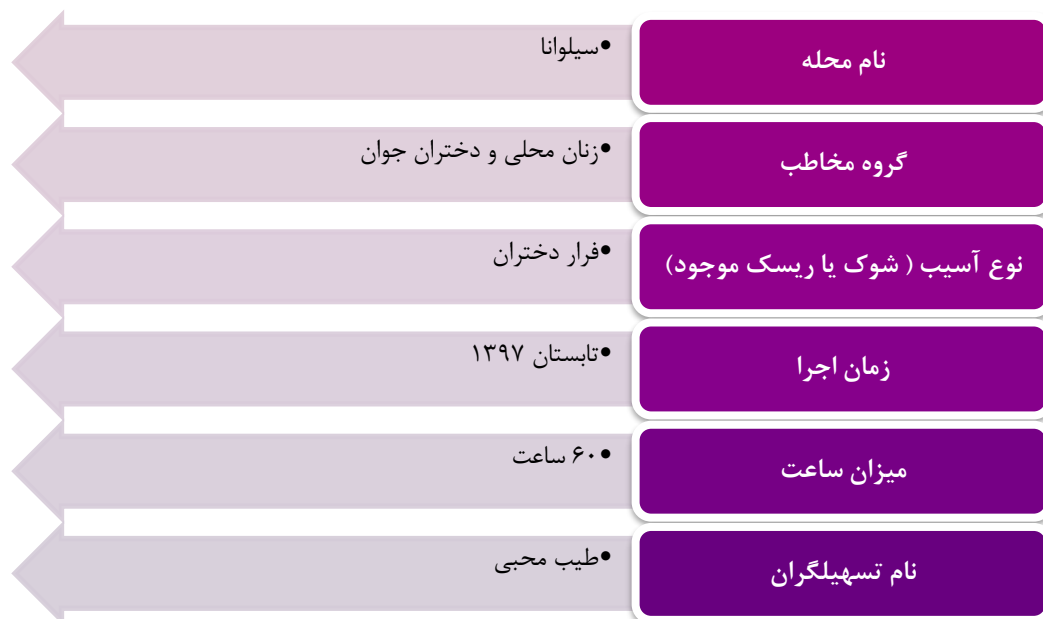 نام محله
•سیلوانا
گروه مخاطب
•زنان محلی و دختران جوان
نوع آسیب ( شوک یا ریسک موجود)
•فرار دختران
زمان اجرا
•تابستان ۱۳۹۷
میزان ساعت
•۶۰ ساعت
نام تسهیلگران
•طیب محبی